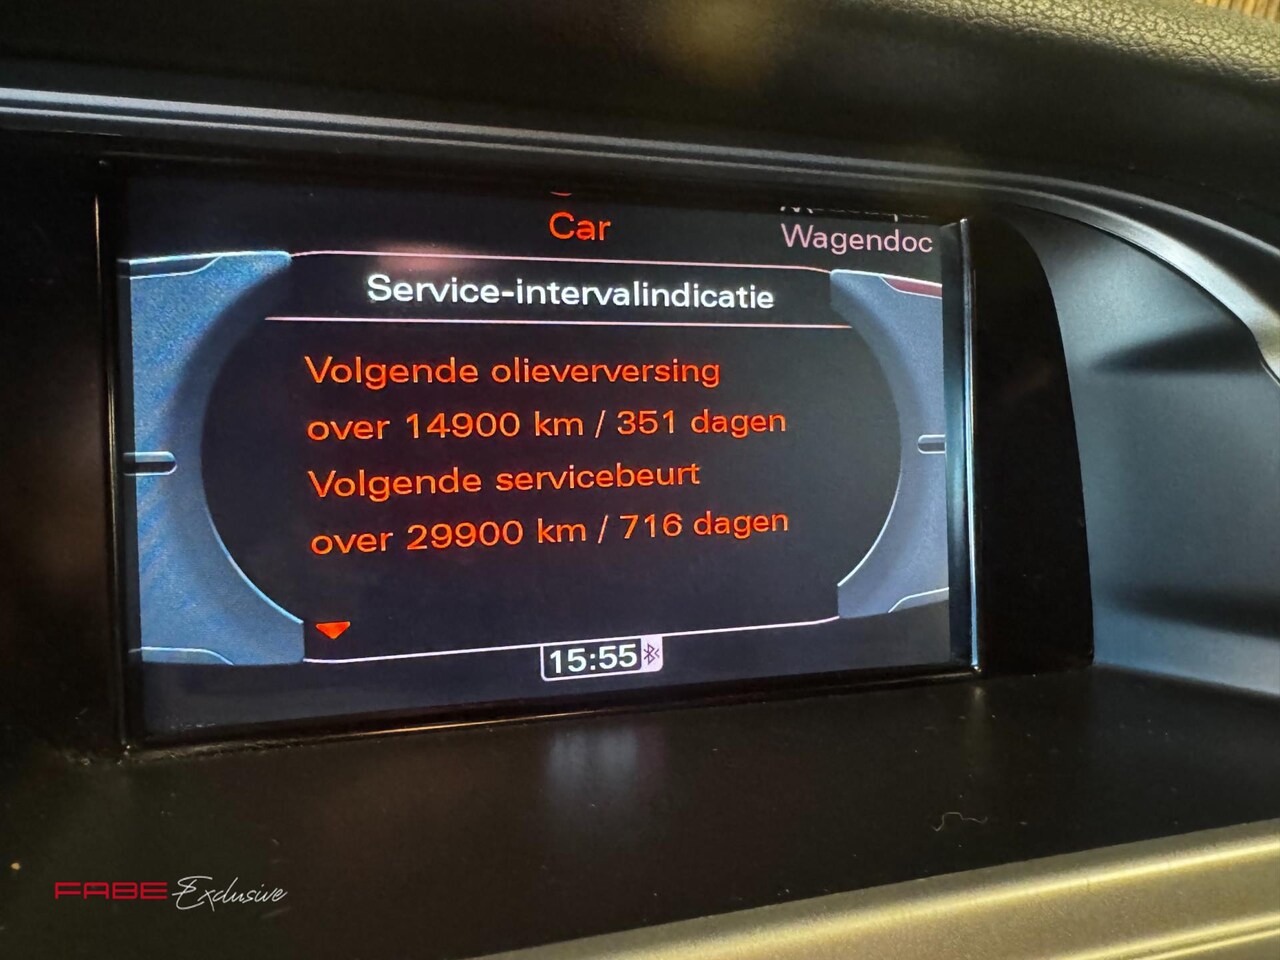 Car
Wagendoc
Service-intervalindicatie
Volgende olieverversing
over 14900 km / 351 dagen
Volgende servicebeurt
over 29900 km / 716 dagen
15:55
FABE Exclusive